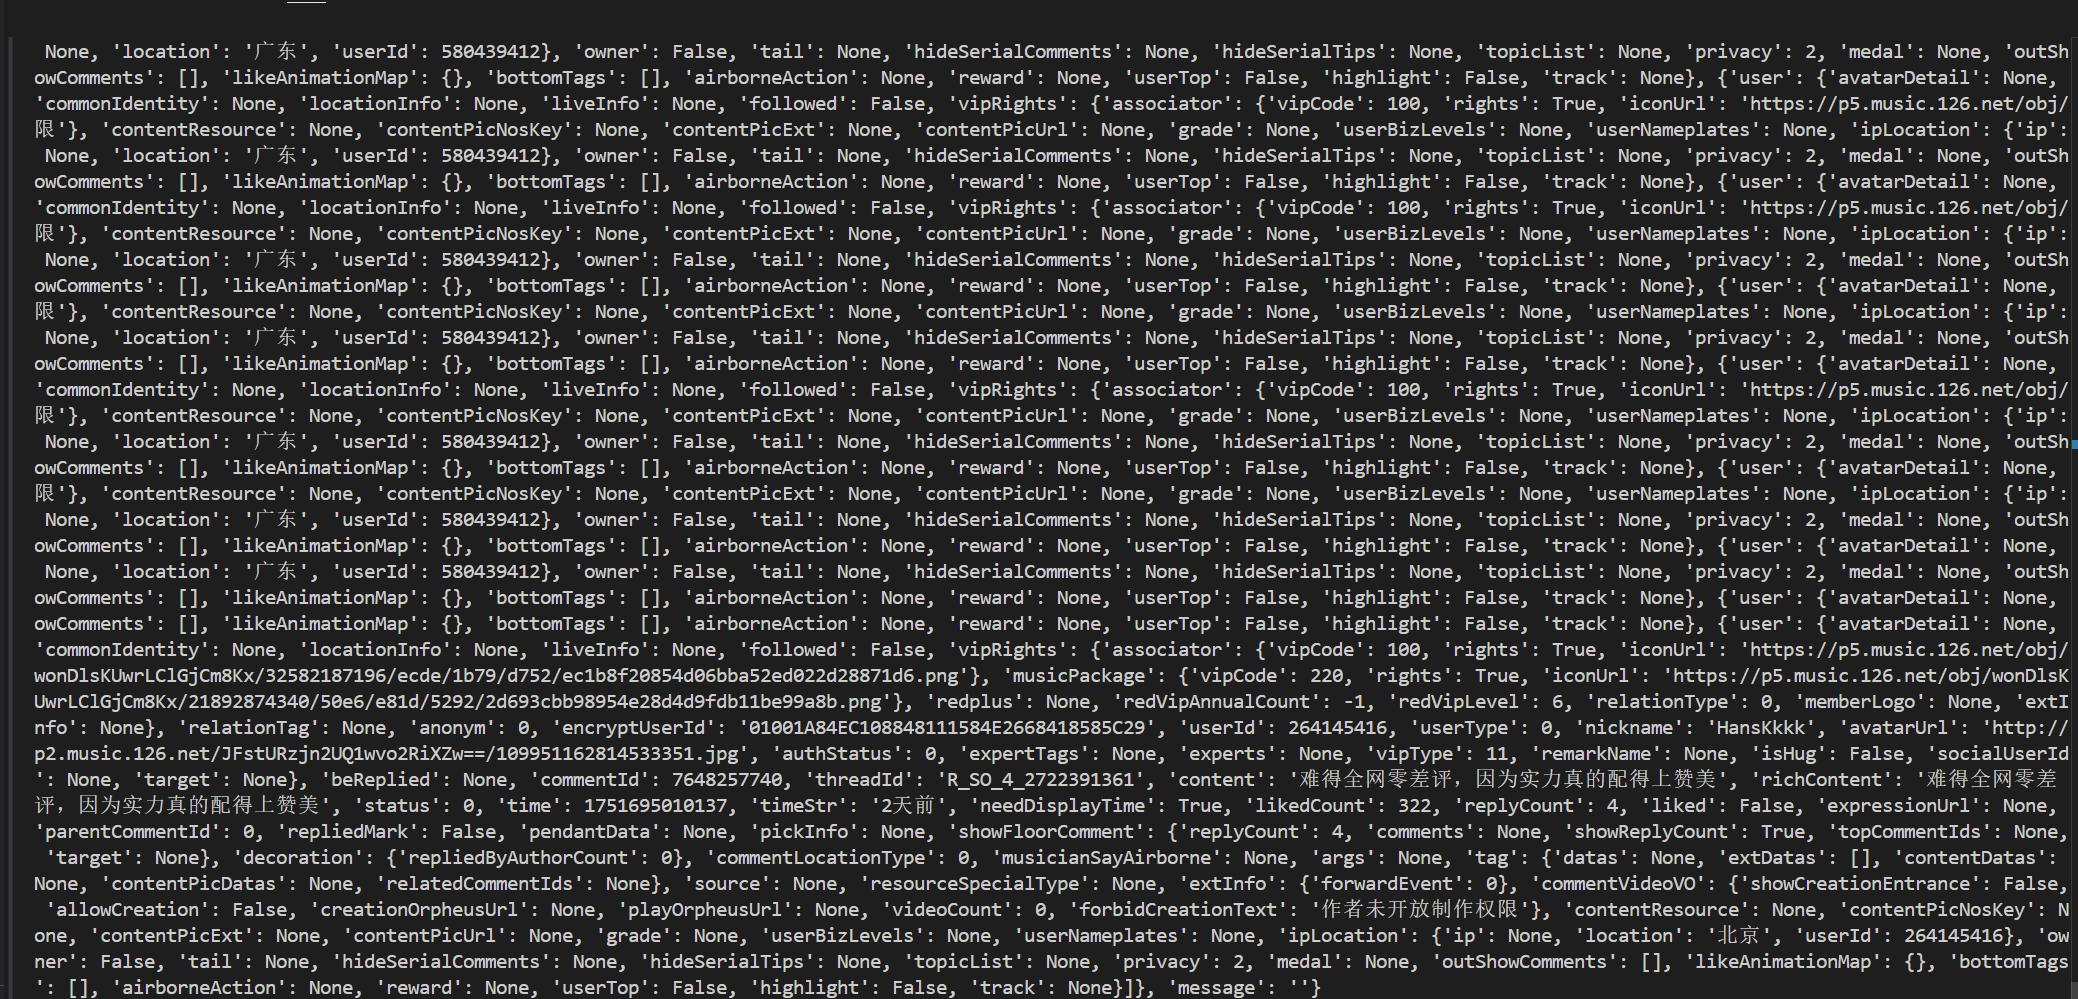 None, 'location': '广东', 'userId': 580439412}, 'owner': False, 'tail': None, 'hideSerialComments': None, 'hideSerialTips': None, 'topicList': None, 'privacy': 2, 'medal': None, 'outSh
owComments': [], 'likeAnimationMap': {}, 'bottomTags': [], 'airborneAction': None, 'reward': None, 'userTop': False, 'highlight': False, 'track': None}, {'user': {'avatarDetail': None,
'commonIdentity': None, 'locationInfo': None, 'liveInfo': None, 'followed': False, 'vipRights': {'associator': {'vipCode': 100, 'rights': True, 'iconUrl': 'https://p5.music.126.net/obj/
限'}, 'contentResource': None, 'contentPicNosKey': None, 'contentPicExt': None, 'contentPicUrl': None, 'grade': None, 'userBizLevels': None, 'userNameplates': None, 'ipLocation': {'ip':
None, 'location': '广东', 'userId': 580439412}, 'owner': False, 'tail': None, 'hideSerialComments': None, 'hideSerialTips': None, 'topicList': None, 'privacy': 2, 'medal': None, 'outSh
owComments': [], 'likeAnimationMap': {}, 'bottomTags': [], 'airborneAction': None, 'reward': None, 'userTop': False, 'highlight': False, 'track': None}, {'user': {'avatarDetail': None,
'commonIdentity': None, 'locationInfo': None, 'liveInfo': None, 'followed': False, 'vipRights': {'associator': {'vipCode': 100, 'rights': True, 'iconUrl': 'https://p5.music.126.net/obj/
限'}, 'contentResource': None, 'contentPicNosKey': None, 'contentPicExt': None, 'contentPicUrl': None, 'grade': None, 'userBizLevels': None, 'userNameplates': None, 'ipLocation': {'ip':
None, 'location': '广东', 'userId': 580439412}, 'owner': False, 'tail': None, 'hideSerialComments': None, 'hideSerialTips': None, 'topicList': None, 'privacy': 2, 'medal': None, 'outSh
owComments': [], 'likeAnimationMap': {}, 'bottomTags': [], 'airborneAction': None, 'reward': None, 'userTop': False, 'highlight': False, 'track': None}, {'user': {'avatarDetail': None,
限'}, 'contentResource': None, 'contentPicNosKey': None, 'contentPicExt': None, 'contentPicUrl': None, 'grade': None, 'userBizLevels': None, 'userNameplates': None, 'ipLocation': {'ip':
None, 'location': '广东', 'userId': 580439412}, 'owner': False, 'tail': None, 'hideSerialComments': None, 'hideSerialTips': None, 'topicList': None, 'privacy': 2, 'medal': None, 'outSh
owComments': [], 'likeAnimationMap': {}, 'bottomTags': [], 'airborneAction': None, 'reward': None, 'userTop': False, 'highlight': False, 'track': None}, {'user': {'avatarDetail': None,
'commonIdentity': None, 'locationInfo': None, 'liveInfo': None, 'followed': False, 'vipRights': {'associator': {'vipCode': 100, 'rights': True, 'iconUrl': 'https://p5.music.126.net/obj/
限'}, 'contentResource': None, 'contentPicNosKey': None, 'contentPicExt': None, 'contentPicUrl': None, 'grade': None, 'userBizLevels': None, 'userNameplates': None, 'ipLocation': {'ip':
None, 'location': '广东', 'userId': 580439412}, 'owner': False, 'tail': None, 'hideSerialComments': None, 'hideSerialTips': None, 'topicList': None, 'privacy': 2, 'medal': None, 'outSh
owComments': [], 'likeAnimationMap': {}, 'bottomTags': [], 'airborneAction': None, 'reward': None, 'userTop': False, 'highlight': False, 'track': None}, {'user': {'avatarDetail': None,
限'}, 'contentResource': None, 'contentPicNosKey': None, 'contentPicExt': None, 'contentPicUrl': None, 'grade': None, 'userBizLevels': None, 'userNameplates': None, 'ipLocation': {'ip':
None, 'location': '广东', 'userId': 580439412}, 'owner': False, 'tail': None, 'hideSerialComments': None, 'hideSerialTips': None, 'topicList': None, 'privacy': 2, 'medal': None, 'outSh
owComments': [], 'likeAnimationMap': {}, 'bottomTags': [], 'airborneAction': None, 'reward': None, 'userTop': False, 'highlight': False, 'track': None}, {'user': {'avatarDetail': None,
None, 'location': '广东', 'userId': 580439412}, 'owner': False, 'tail': None, 'hideSerialComments': None, 'hideSerialTips': None, 'topicList': None, 'privacy': 2, 'medal': None, 'outSh
owComments': [], 'likeAnimationMap': {}, 'bottomTags': [], 'airborneAction': None, 'reward': None, 'userTop': False, 'highlight': False, 'track': None}, {'user': {'avatarDetail': None,
owComments': [], 'likeAnimationMap': {}, 'bottomTags': [], 'airborneAction': None, 'reward': None, 'userTop': False, 'highlight': False, 'track': None}, {'user': {'avatarDetail': None,
'commonIdentity': None, 'locationInfo': None, 'liveInfo': None, 'followed': False, 'vipRights': {'associator': {'vipCode': 100, 'rights': True, 'iconUrl': 'https://p5.music.126.net/obj/
wonDlsKUwrLClGjCm8Kx/32582187196/ecde/1b79/d752/ec1b8f20854d06bba52ed022d28871d6.png'}, 'musicPackage': {'vipCode': 220, 'rights': True, 'iconUrl': 'https://p5.music.126.net/obj/wonDlsK
UwrLClGjCm8Kx/21892874340/50e6/e81d/5292/2d693cbb98954e28d4d9fdb11be99a8b.png'}, 'redplus': None, 'redVipAnnualCount': -1, 'redVipLevel': 6, 'relationType': 0, 'memberLogo': None, 'extI
nfo': None}, 'relationTag': None, 'anonym': 0, 'encryptUserId': '01001A84EC108848111584E2668418585C29', 'userId': 264145416, 'userType': 0, 'nickname': 'HansKkkk', 'avatarUrl': 'http://
p2.music.126.net/JFstURzjn2UQ1wvo2RiXZw==/109951162814533351.jpg', 'authStatus': 0, 'expertTags': None, 'experts': None, 'vipType': 11, 'remarkName': None, 'isHug': False, 'socialUserId
': None, 'target': None}, 'beReplied': None, 'commentId': 7648257740, 'threadId': 'R_SO_4_2722391361', 'content': '难得全网零差评，因为实力真的配得上赞美', 'richContent': '难得全网零差
评，因为实力真的配得上赞美', 'status': 0, 'time': 1751695010137, 'timeStr': '2天前', 'needDisplayTime': True, 'likedCount': 322, 'replyCount': 4, 'liked': False, 'expressionUrl': None,
'parentCommentId': 0, 'repliedMark': False, 'pendantData': None, 'pickInfo': None, 'showFloorComment': {'replyCount': 4, 'comments': None, 'showReplyCount': True, 'topCommentIds': None,
'target': None}, 'decoration': {'repliedByAuthorCount': 0}, 'commentLocationType': 0, 'musicianSayAirborne': None, 'args': None, 'tag': {'datas': None, 'extDatas': [], 'contentDatas':
None, 'contentPicDatas': None, 'relatedCommentIds': None}, 'source': None, 'resourceSpecialType': None, 'extInfo': {'forwardEvent': 0}, 'commentVideoVO': {'showCreationEntrance': False,
'allowCreation': False, 'creationOrpheusUrl': None, 'playOrpheusUrl': None, 'videoCount': 0, 'forbidCreationText': '作者未开放制作权限'}, 'contentResource': None, 'contentPicNosKey': N
one, 'contentPicExt': None, 'contentPicUrl': None, 'grade': None, 'userBizLevels': None, 'userNameplates': None, 'ipLocation': {'ip': None, 'location': '北京', 'userId': 264145416}, 'ow
ner': False, 'tail': None, 'hideSerialComments': None, 'hideSerialTips': None, 'topicList': None, 'privacy': 2, 'medal': None, 'outShowComments': [], 'likeAnimationMap': {}, 'bottomTags
': [], 'airborneAction': None, 'reward': None, 'userTop': False, 'highlight': False, 'track': None}]}, 'message': ''}